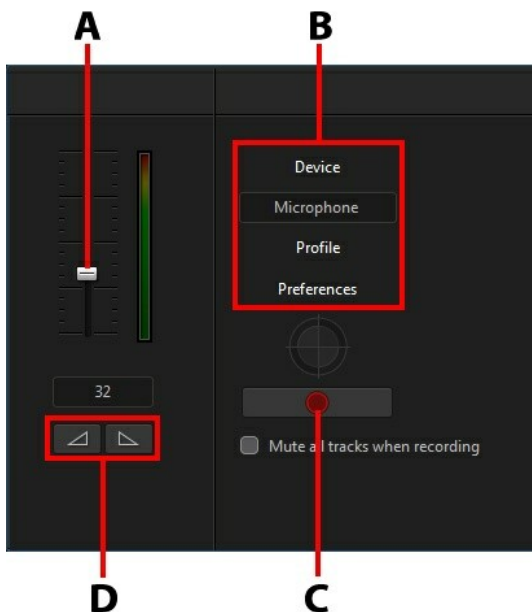 A
B
Device
Microphone
Profile
Preferences
32
Mute all tracks when recording
D
C